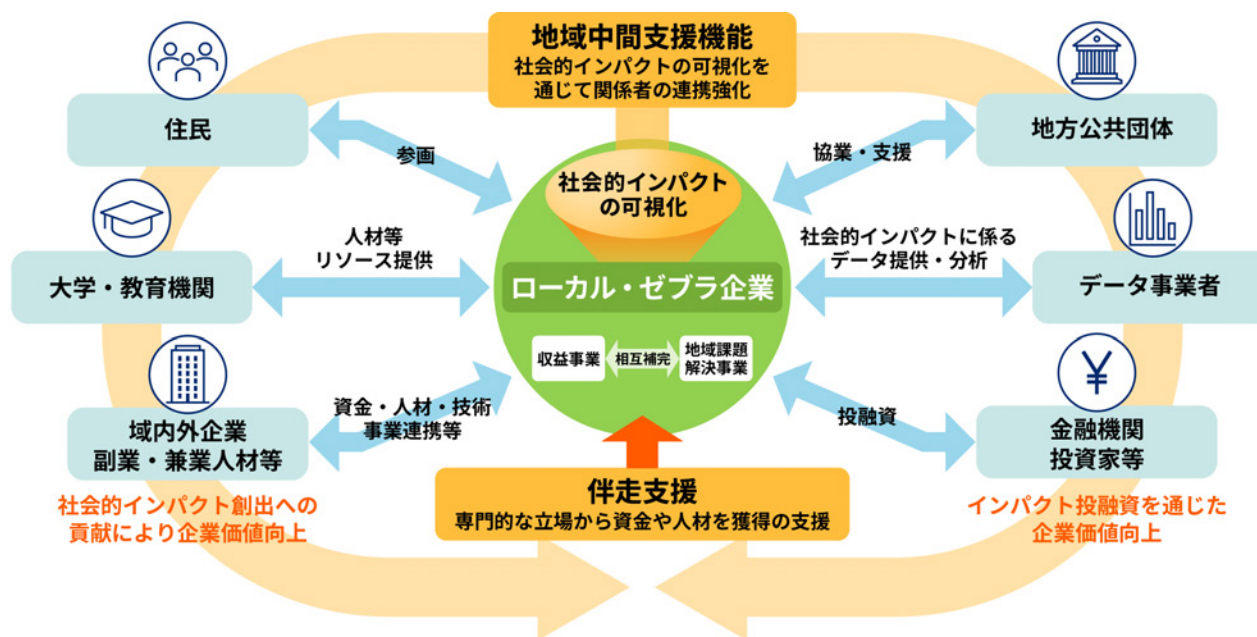 地域中間支援機能
社会的インパクトの可視化を
通じて関係者の連携強化
住民
参画
大学・教育機関
人材等
リソース提供
域内外企業
副業・兼業人材等
資金・人材・技術
事業連携等
社会的インパクト創出への
貢献により企業価値向上
社会的インパクト
の可視化
ローカル・ゼブラ企業
収益事業
相互補完
地域課題
解決事業
伴走支援
専門的な立場から資金や人材を獲得の支援
地方公共団体
協業・支援
データ事業者
社会的インパクトに係る
データ提供・分析
¥
金融機関
投資家等
投融資
インパクト投融資を通じた
企業価値向上